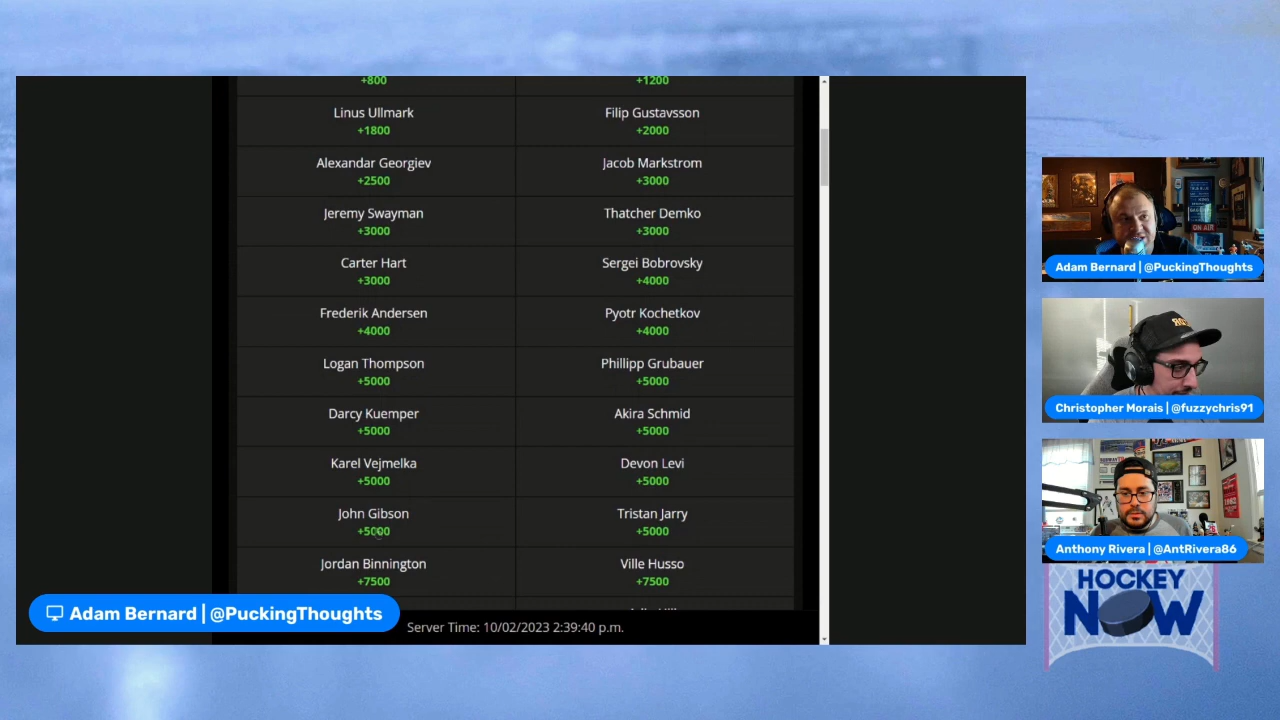 +800
+1200
Linus Ullmark
+1800
Filip Gustavsson
+2000
Alexandar Georgiev
+2500
Jacob Markstrom
+3000
Jeremy Swayman
+3000
Thatcher Demko
+3000
Carter Hart
+3000
Sergei Bobrovsky
+4000
Frederik Andersen
+4000
Pyotr Kochetkov
+4000
Logan Thompson
+5000
Phillipp Grubauer
+5000
Darcy Kuemper
+5000
Akira Schmid
+5000
Karel Vejmelka
+5000
Devon Levi
+5000
John Gibson
+5000
Tristan Jarry
+5000
Jordan Binnington
+7500
Ville Husso
+7500
Adam Bernard | @PuckingThoughts
Server Time: 10/02/2023 2:39:40 p.m.
ON AIR
Adam Bernard | @PuckingThoughts
Christopher Morais | @fuzzychris91
Anthony Rivera | @AntRivera86
HOCKEY
NOW